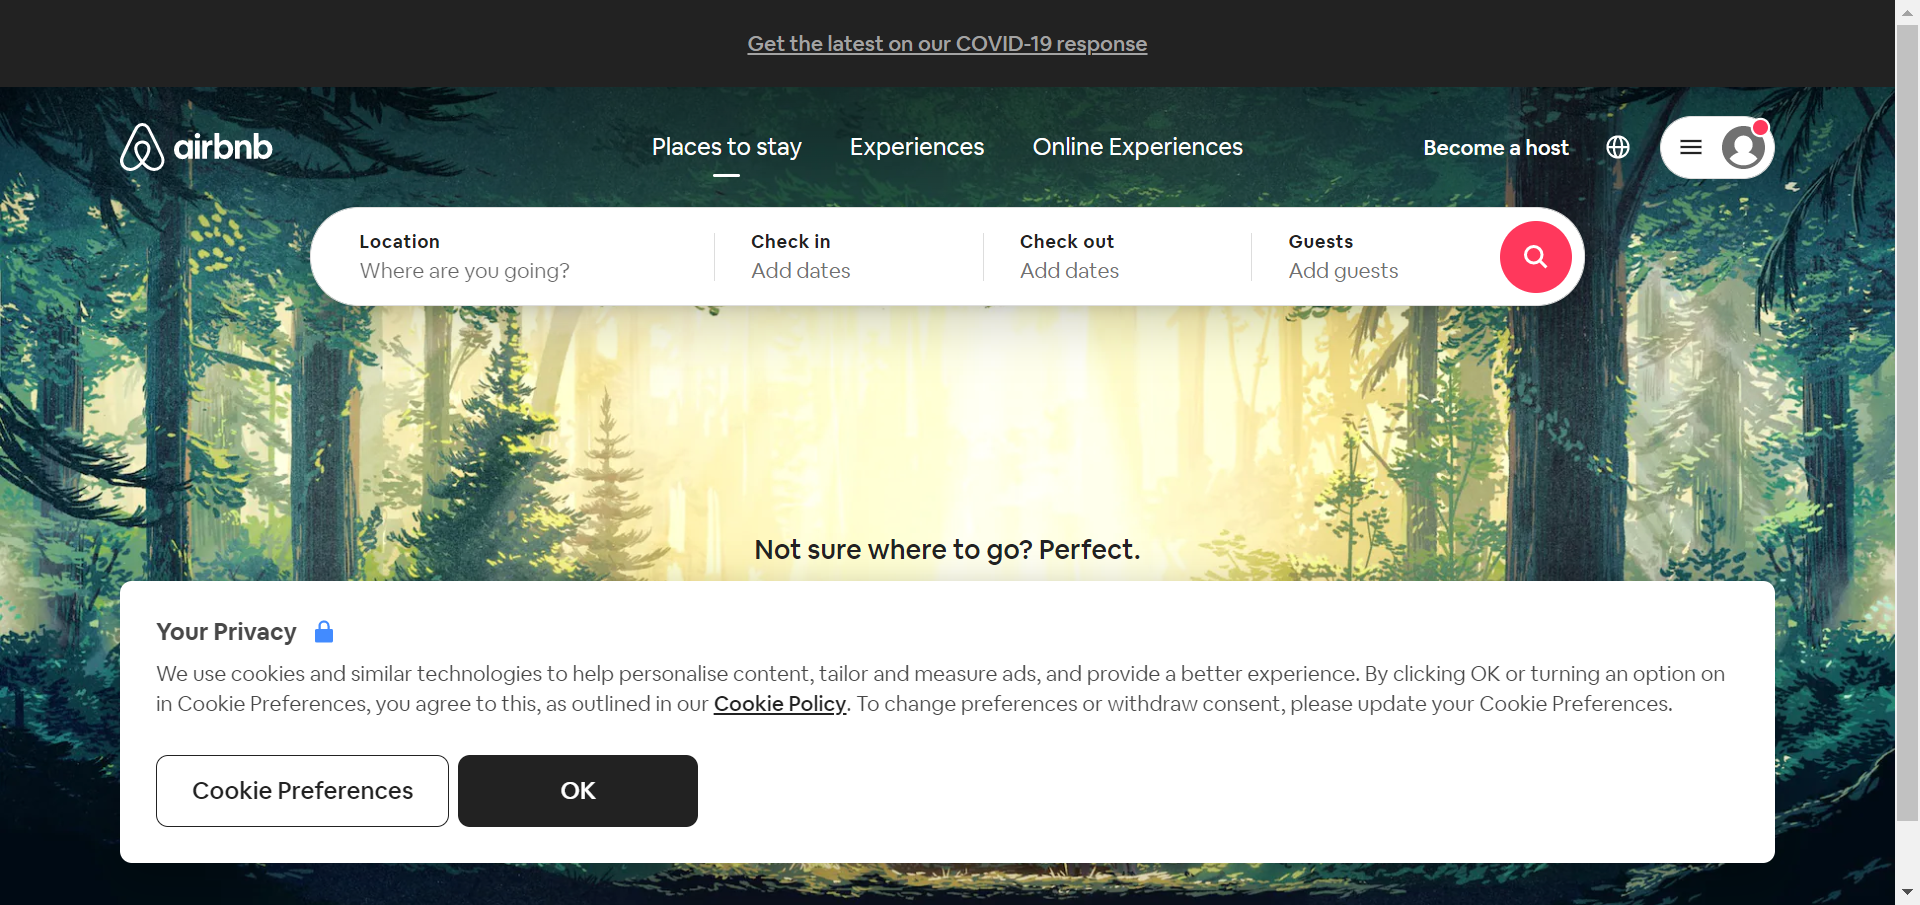 Get the latest on our COVID-19 response
airbnb
Places to stay
Experiences
Online Experiences
Become a host
Location
Where are you going?
Check in
Add dates
Check out
Add dates
Guests
Add guests
Not sure where to go? Perfect.
Your Privacy
We use cookies and similar technologies to help personalise content, tailor and measure ads, and provide a better experience. By clicking OK or turning an option on
in Cookie Preferences, you agree to this, as outlined in our Cookie Policy. To change preferences or withdraw consent, please update your Cookie Preferences.
Cookie Preferences
OK